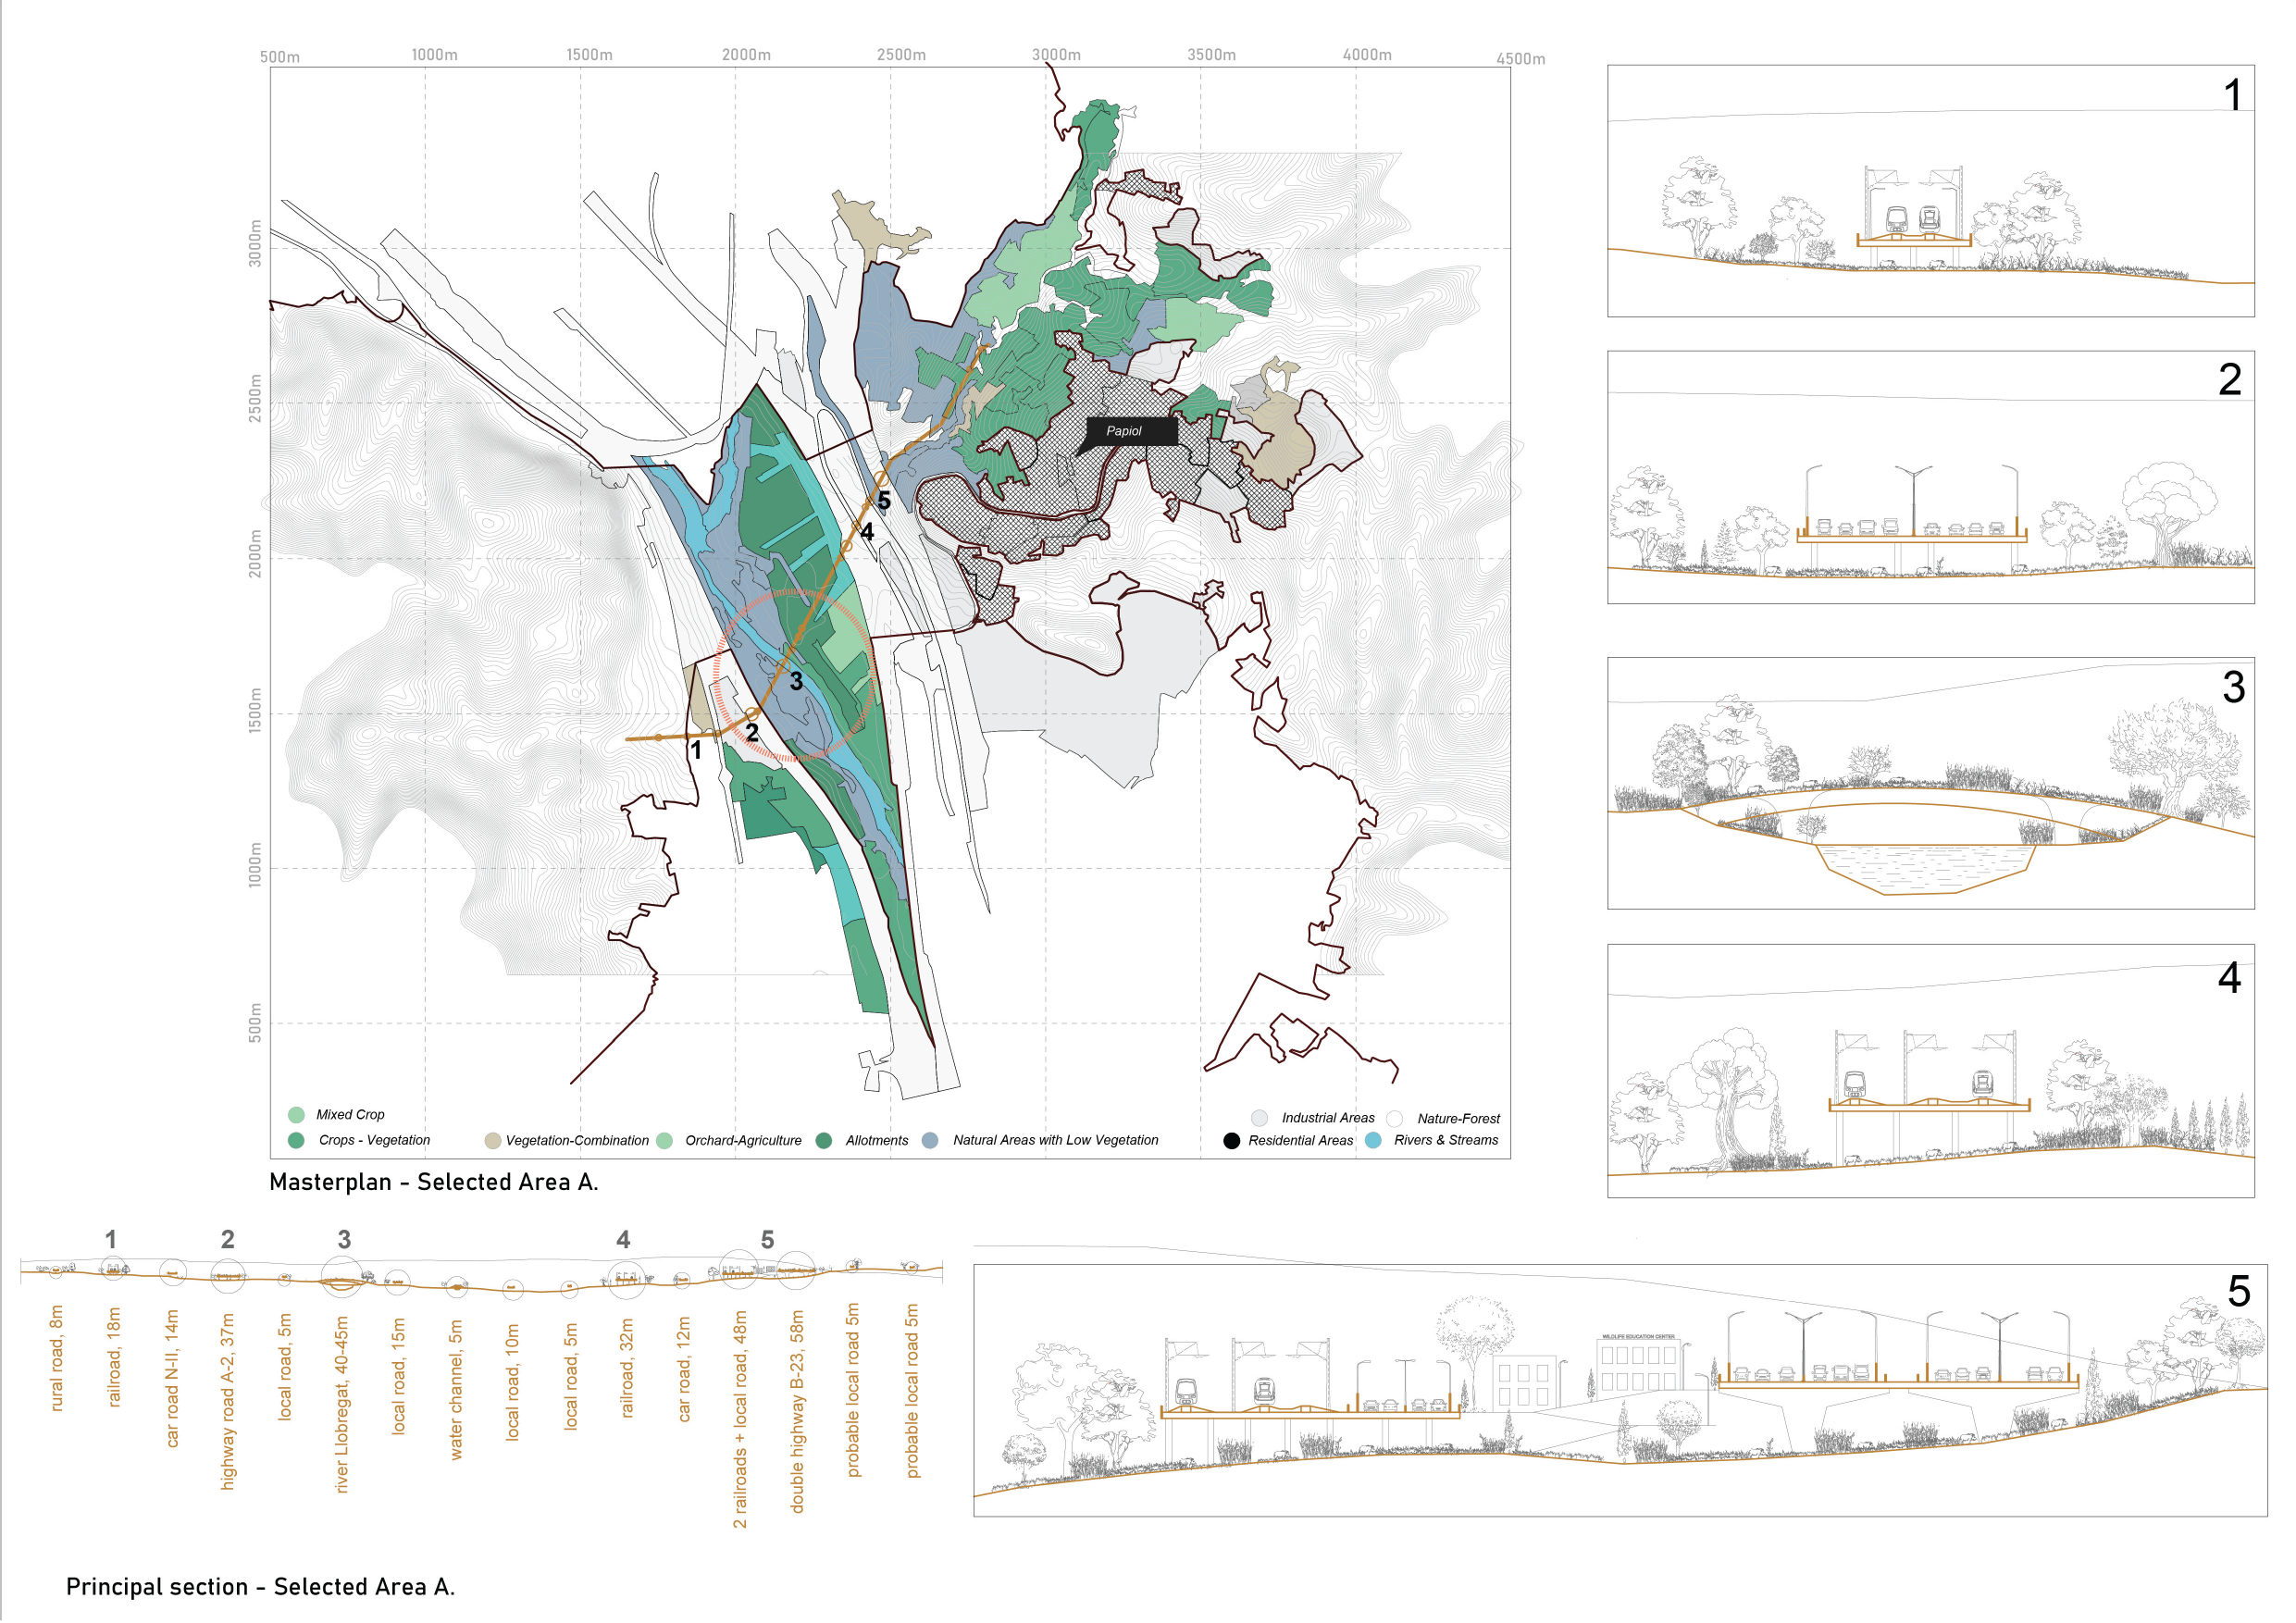 500m
1000m
1500m
2000m
2500m
3000m
3500m
4000m
4500m
3000m
2500m
2000m
1500m
1000m
500m
Papiol
5
4
3
2
1
Mixed Crop
Crops - Vegetation
Vegetation-Combination
Orchard-Agriculture
Allotments
Natural Areas with Low Vegetation
Industrial Areas
Nature-Forest
Residential Areas
Rivers & Streams
Masterplan - Selected Area A.
1
2
3
4
1
2
3
4
5
rural road, 8m
railroad, 18m
car road N-II, 14m
highway road A-2, 37m
local road, 5m
river Llobregat, 40-45m
local road, 15m
water channel, 5m
local road, 10m
local road, 5m
railroad, 32m
car road, 12m
2 railroads + local road, 48m
double highway B-23, 58m
probable local road 5m
probable local road 5m
5
WILDLIFE EDUCATION CENTER
Principal section - Selected Area A.